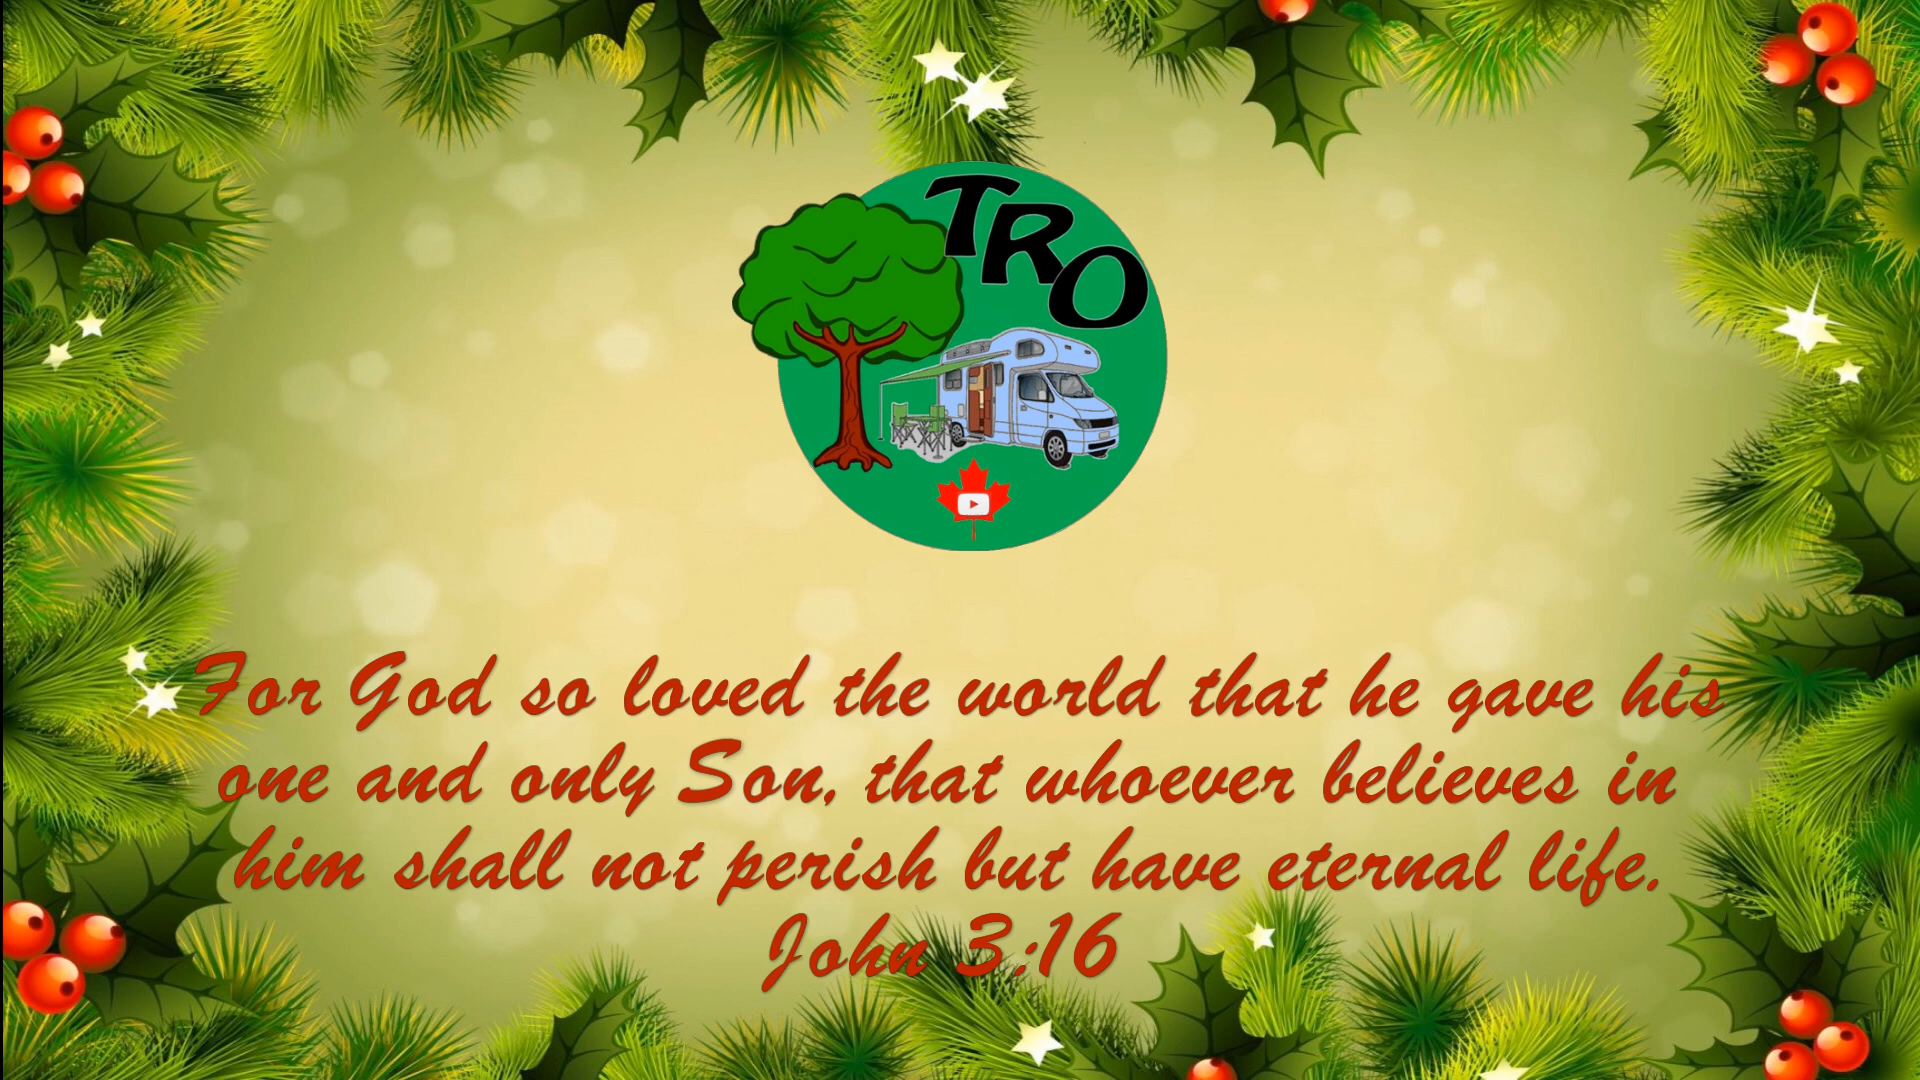 TRO
For God so loved the world that he gave his
one and only Son, that whoever believes in
him shall not perish but have eternal life.
John 3:16